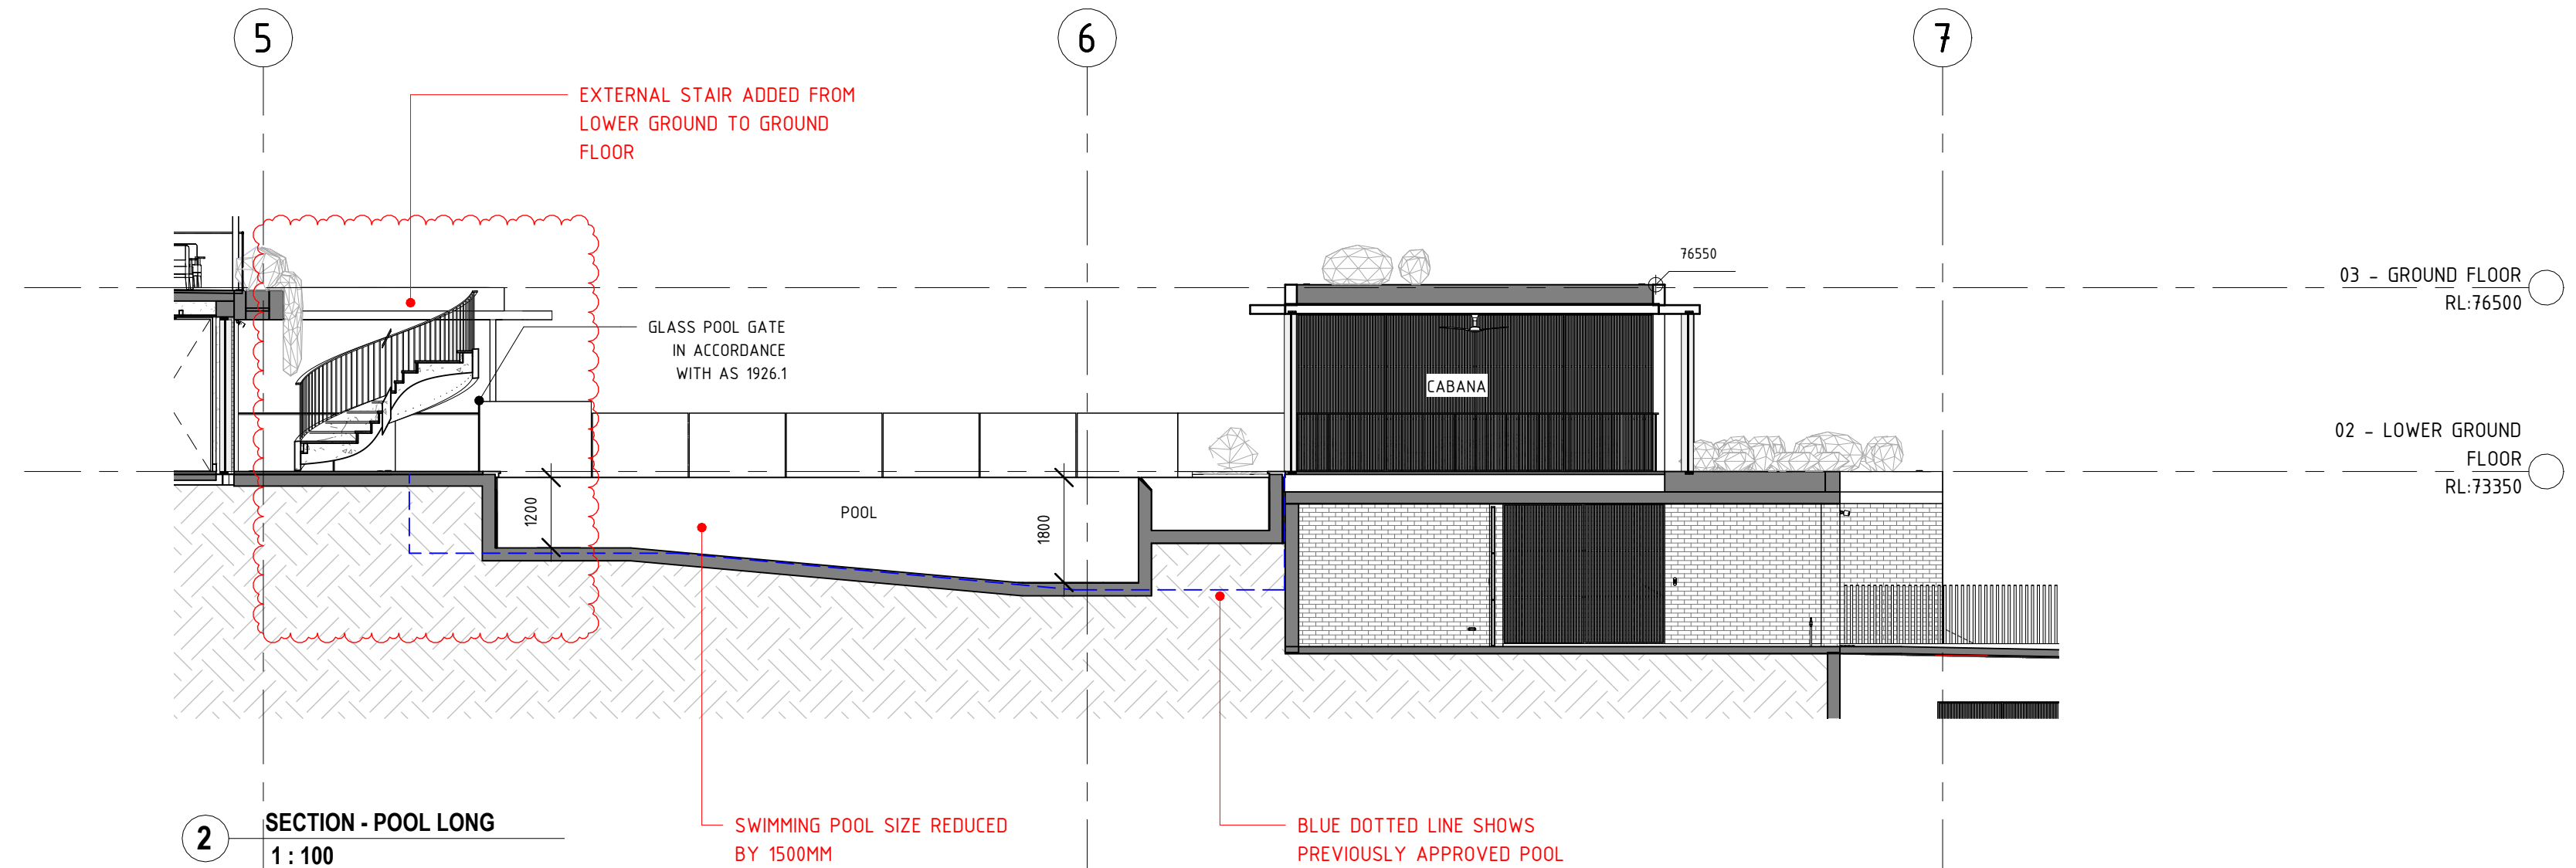 5
6
7
EXTERNAL STAIR ADDED FROM
LOWER GROUND TO GROUND
FLOOR
76550
03 - GROUND FLOOR
RL:76500
GLASS POOL GATE
IN ACCORDANCE
WITH AS 1926.1
CABANA
02 - LOWER GROUND
FLOOR
RL:73350
1200
POOL
1800
2
SECTION - POOL LONG
1 : 100
SWIMMING POOL SIZE REDUCED
BY 1500MM
BLUE DOTTED LINE SHOWS
PREVIOUSLY APPROVED POOL